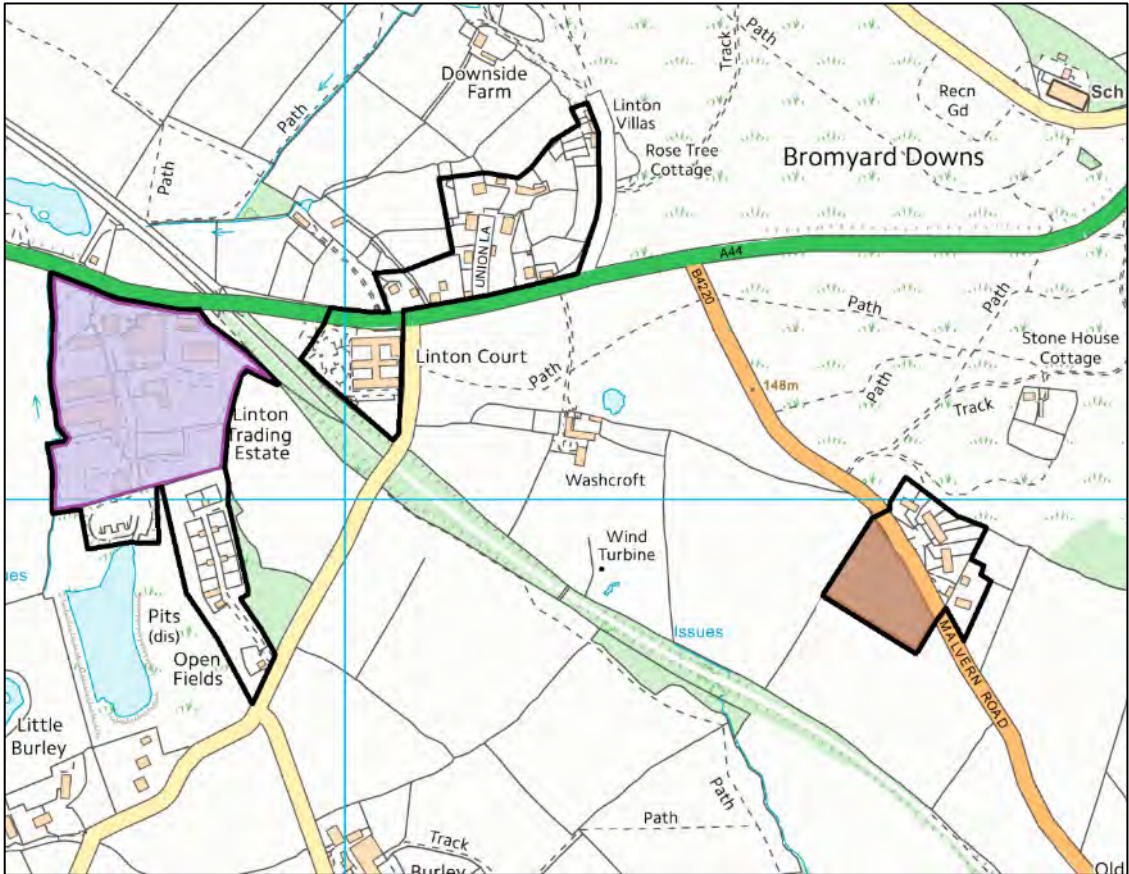 Path
Downside
Farm
Path
Track
Path
Recn
Gd
Sch
Linton
Villas
Rose Tree
Cottage
Bromyard Downs
UNION LA
A44
B4220
Path
Path
Stone House
Cottage
Linton Court
Path
148m
Path
Track
Linton
Trading
Estate
Washcroft
Wind
Turbine
Pits
(dis)
Open
Fields
Issues
MALVERN ROAD
Little
Burley
Path
Path
Track
Burley
Old